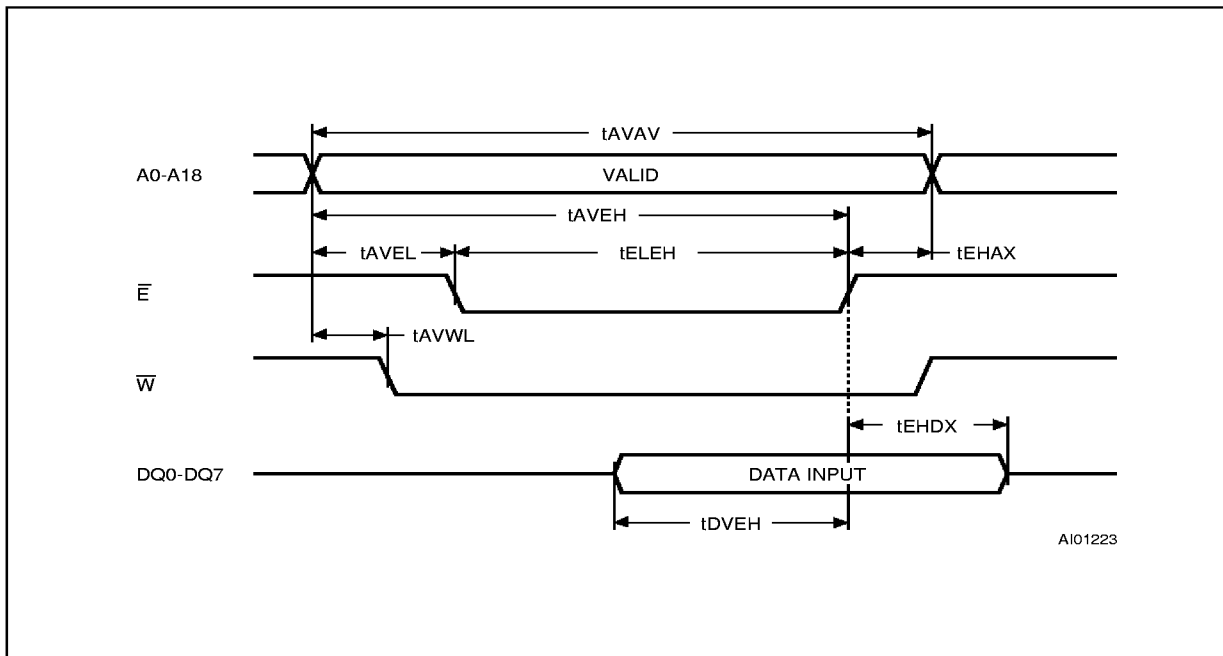 tAVAV
A0-A18
VALID
tAVEH
tAVEL
tELEH
tEHAX
E̅
tAVWL
W̅
tEHDX
DQ0-DQ7
DATA INPUT
tDVEH
AI01223